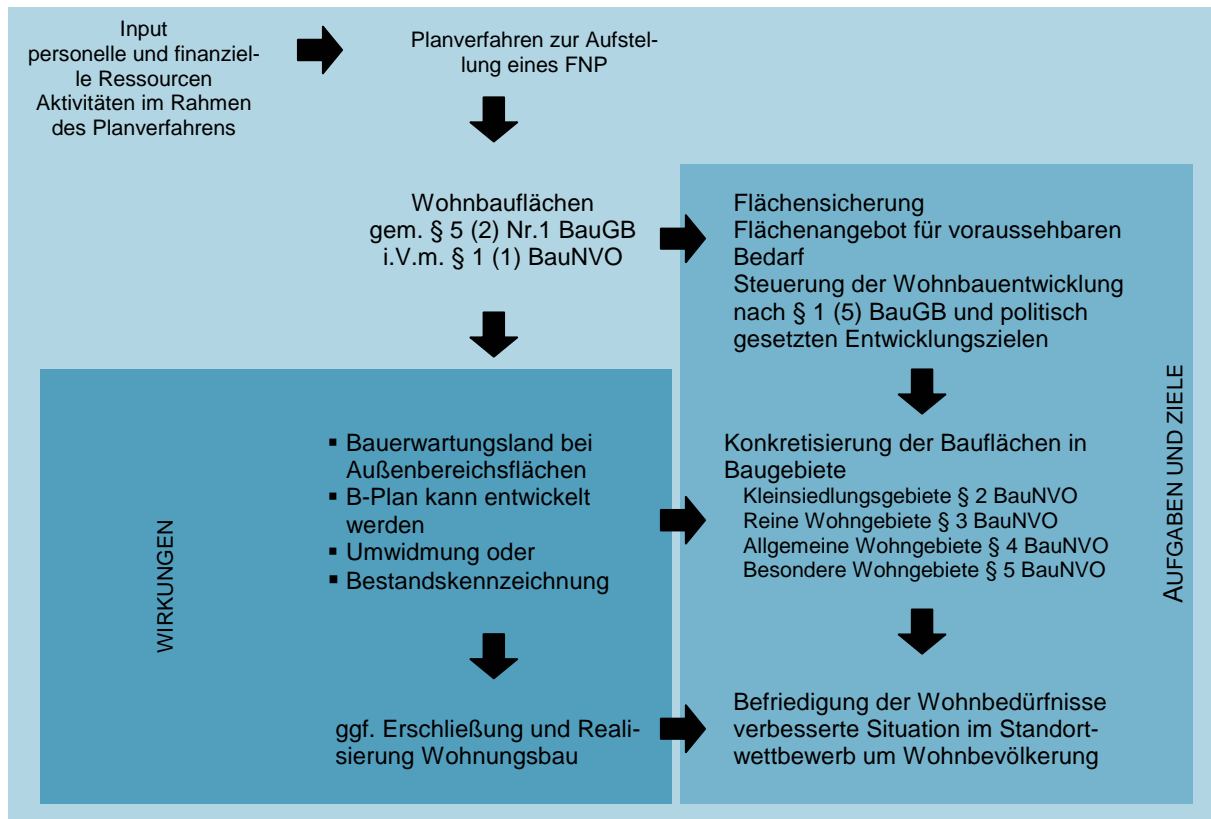 Input
personelle und finanziel-
le Ressourcen
Aktivitäten im Rahmen
des Planverfahrens
Planverfahren zur Aufstel-
lung eines FNP
Wohnbauflächen
gem. § 5 (2) Nr.1 BauGB
i.V.m. § 1 (1) BauNVO
Flächensicherung
Flächenangebot für voraussehbaren
Bedarf
Steuerung der Wohnbauentwicklung
nach § 1 (5) BauGB und politisch
gesetzten Entwicklungszielen
WIRKUNGEN
▪ Bauerwartungsland bei
Außenbereichsflächen
▪ B-Plan kann entwickelt
werden
▪ Umwidmung oder
▪ Bestandskennzeichnung
Konkretisierung der Bauflächen in
Baugebiete
Kleinsiedlungsgebiete § 2 BauNVO
Reine Wohngebiete § 3 BauNVO
Allgemeine Wohngebiete § 4 BauNVO
Besondere Wohngebiete § 5 BauNVO
AUFGABEN UND ZIELE
ggf. Erschließung und Reali-
sierung Wohnungsbau
Befriedigung der Wohnbedürfnisse
verbesserte Situation im Standort-
wettbewerb um Wohnbevölkerung